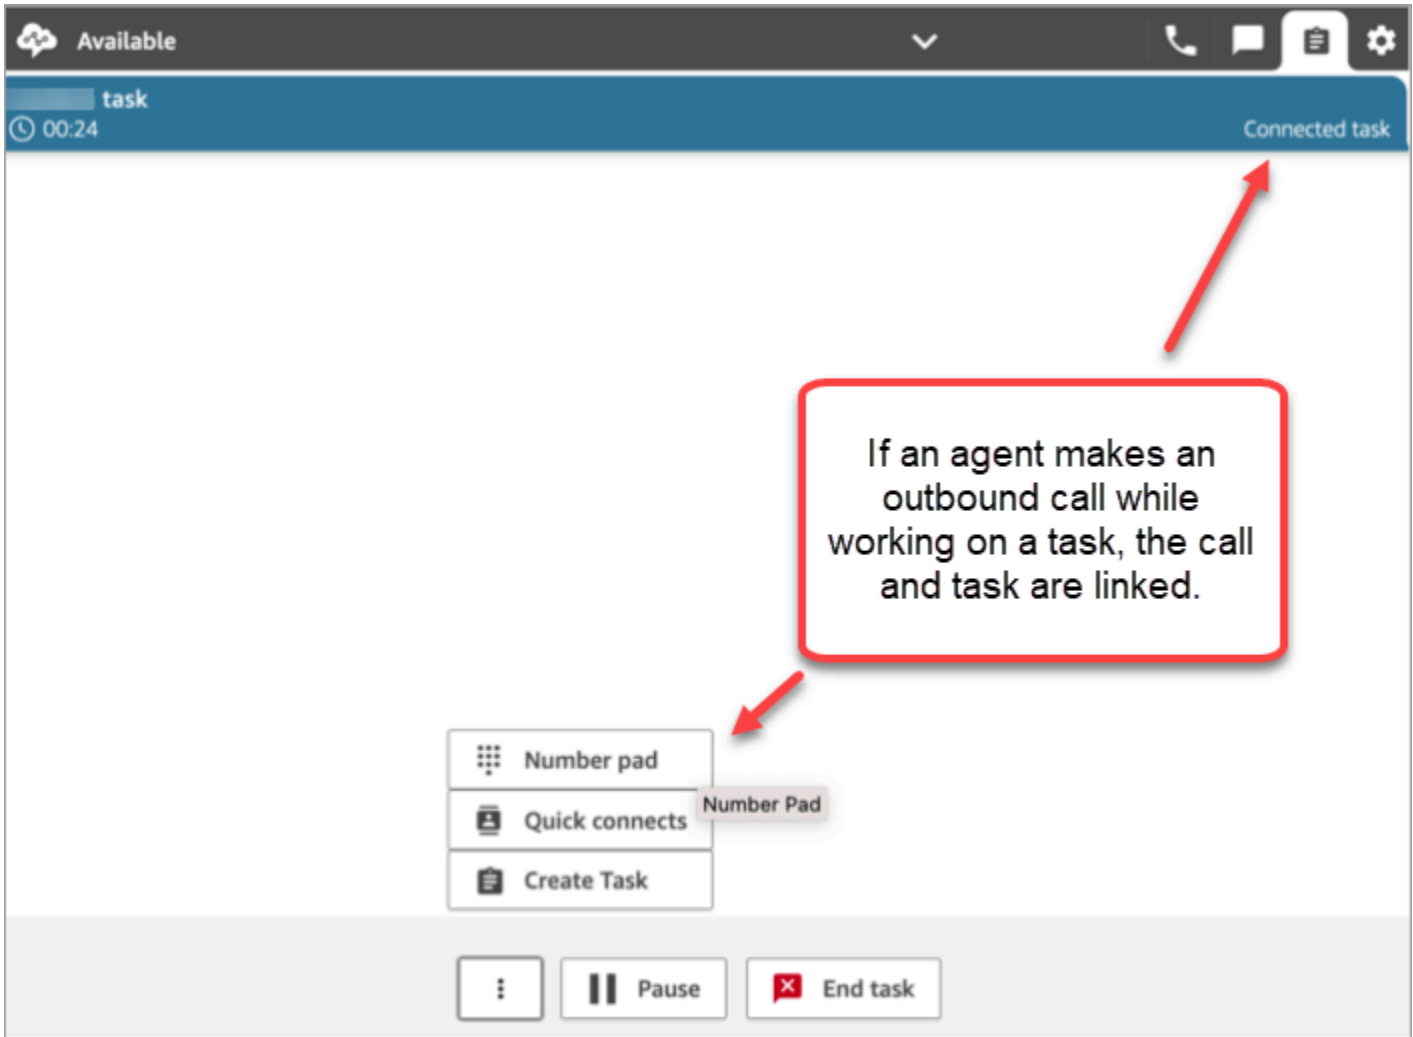 Available
task
00:24
Connected task
If an agent makes an
outbound call while
working on a task, the call
and task are linked.
Number pad
Number Pad
Quick connects
Create Task
Pause
End task